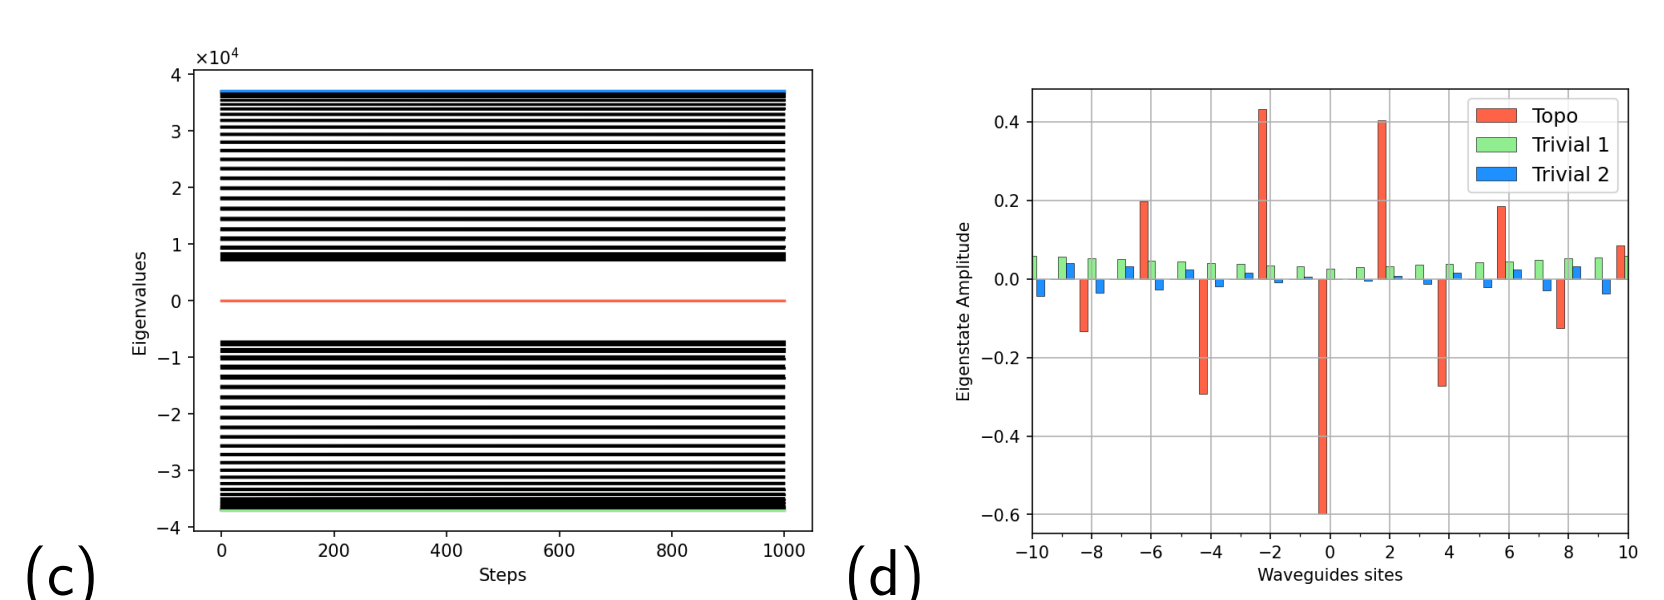 ×10⁴
4
3
2
1
0
−1
−2
−3
−4
Eigenvalues
0 200 400 600 800 1000
Steps
(c)
0.4
0.2
0.0
−0.2
−0.4
−0.6
Eigenstate Amplitude
Topo
Trivial 1
Trivial 2
−10 −8 −6 −4 −2 0 2 4 6 8 10
Waveguides sites
(d)